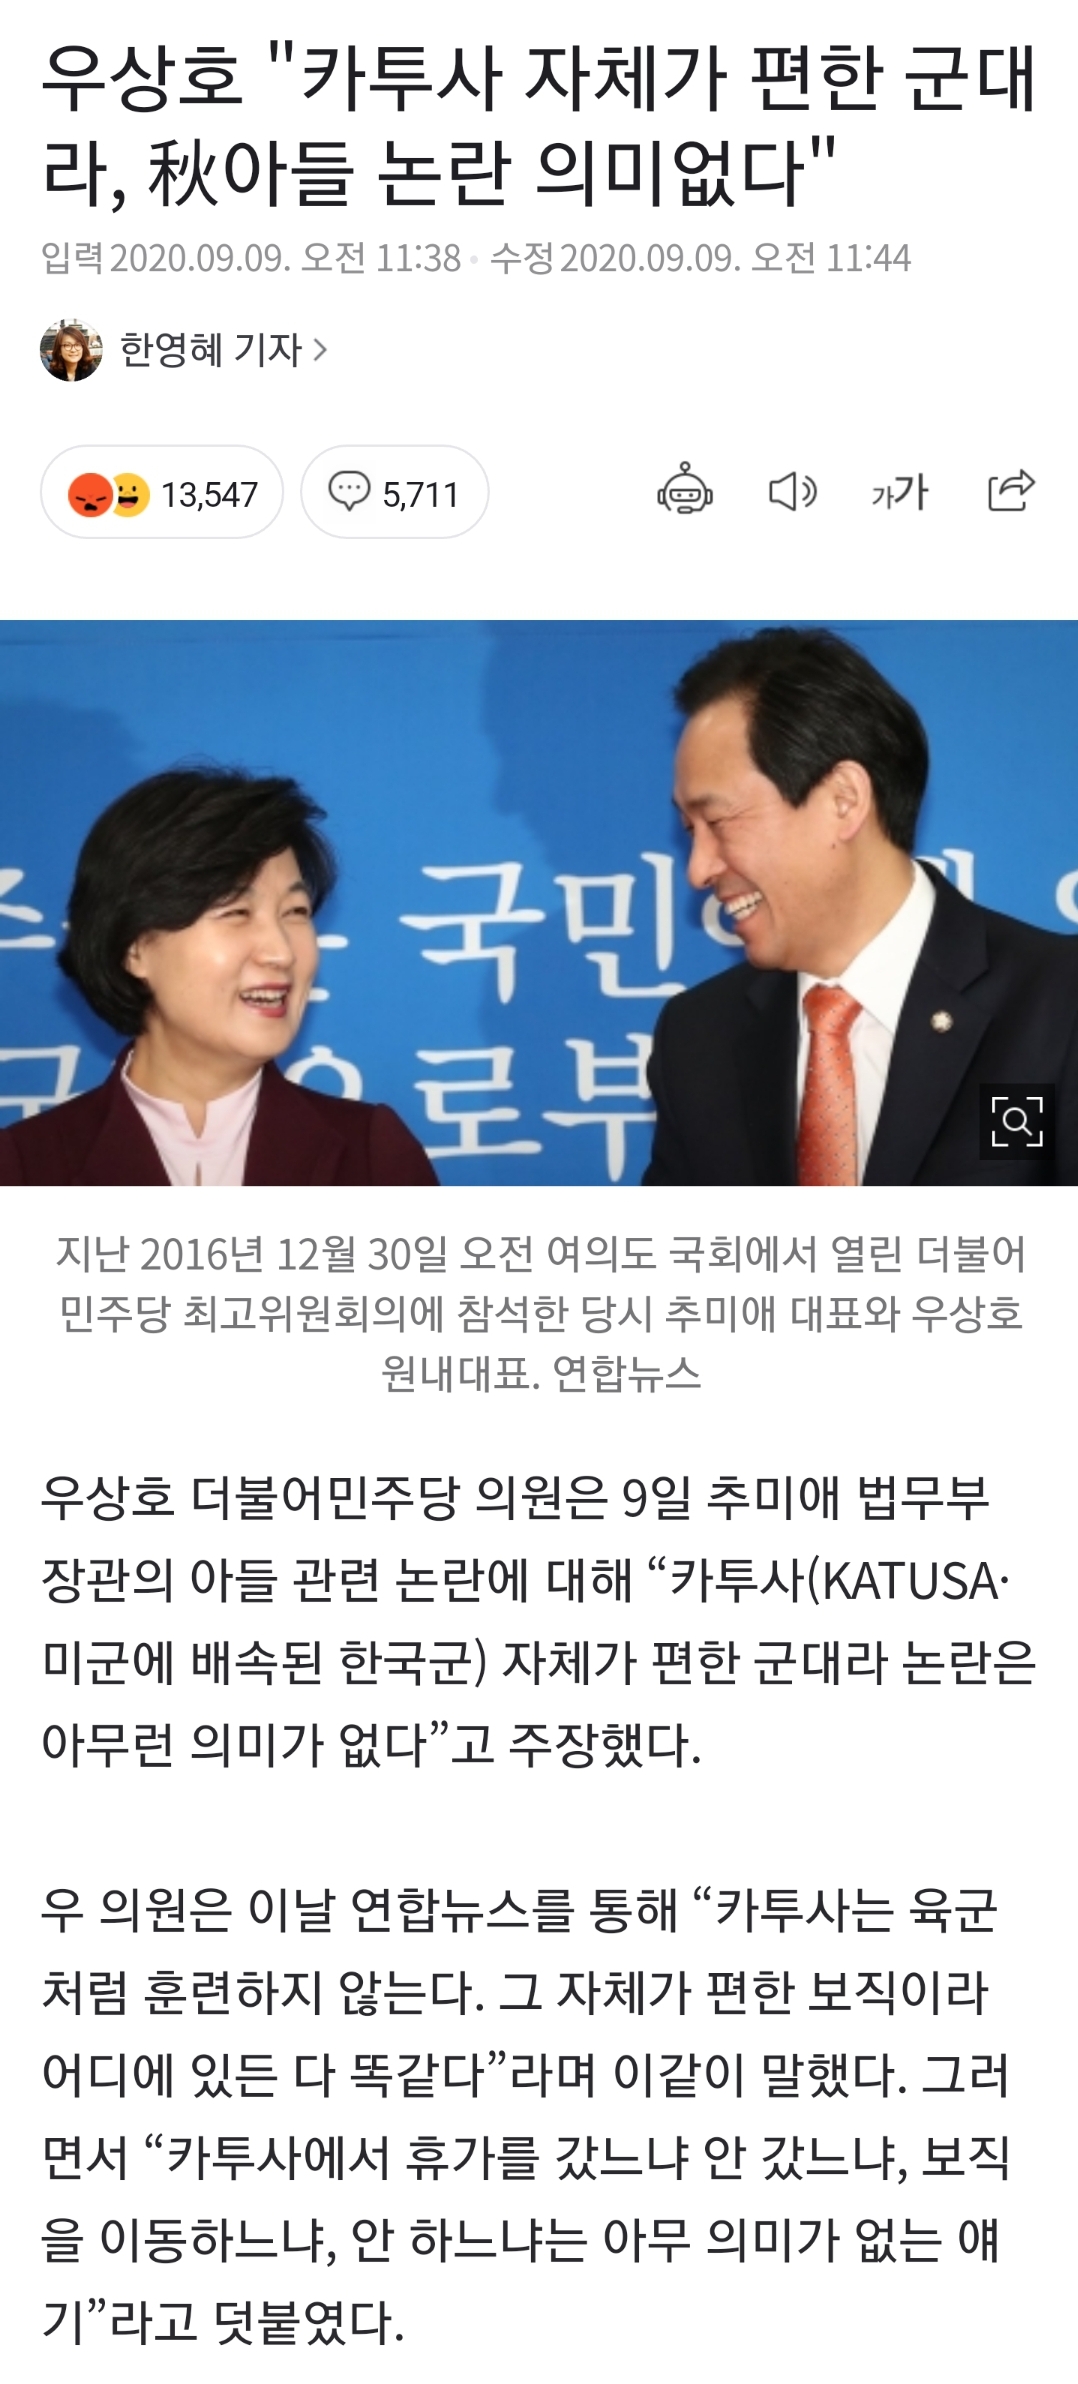 우상호 "카투사 자체가 편한 군대
라, 秋아들 논란 의미없다"
입력 2020.09.09. 오전 11:38 · 수정 2020.09.09. 오전 11:44
한영혜 기자 >
13,547 5,711 가가
국민
로부
지난 2016년 12월 30일 오전 여의도 국회에서 열린 더불어
민주당 최고위원회의에 참석한 당시 추미애 대표와 우상호
원내대표. 연합뉴스
우상호 더불어민주당 의원은 9일 추미애 법무부
장관의 아들 관련 논란에 대해 “카투사(KATUSA·
미군에 배속된 한국군) 자체가 편한 군대라 논란은
아무런 의미가 없다”고 주장했다.
우 의원은 이날 연합뉴스를 통해 “카투사는 육군
처럼 훈련하지 않는다. 그 자체가 편한 보직이라
어디에 있든 다 똑같다”라며 이같이 말했다. 그러
면서 “카투사에서 휴가를 갔느냐 안 갔느냐, 보직
을 이동하느냐, 안 하느냐는 아무 의미가 없는 얘
기”라고 덧붙였다.